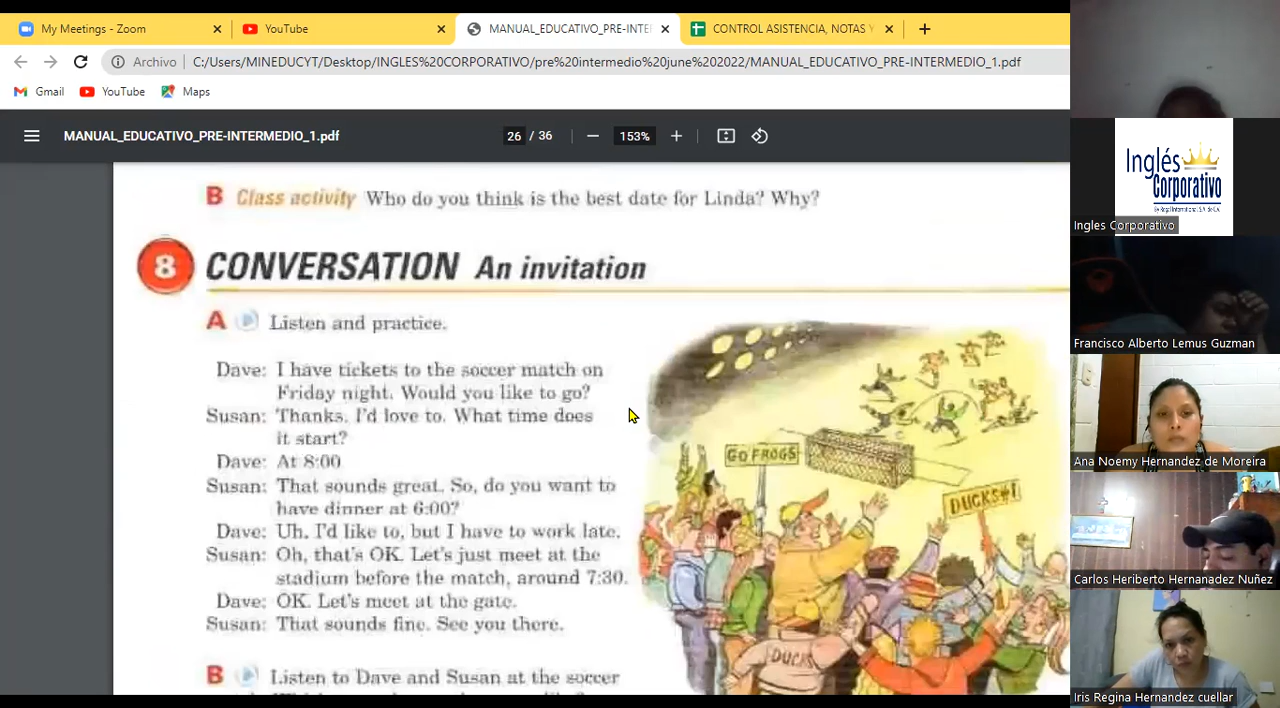 My Meetings - Zoom
YouTube
MANUAL_EDUCATIVO_PRE-INTER
CONTROL ASISTENCIA, NOTAS Y
Archivo
C:/Users/MINEDUCYT/Desktop/INGLES%20CORPORATIVO/pre%20intermedio%20june%202022/MANUAL_EDUCATIVO_PRE-INTERMEDIO_1.pdf
Gmail
YouTube
Maps
MANUAL_EDUCATIVO_PRE-INTERMEDIO_1.pdf
26 / 36
153%
B Class activity Who do you think is the best date for Linda? Why?
8 CONVERSATION An invitation
A Listen and practice.
Dave: I have tickets to the soccer match on
Friday night. Would you like to go?
Susan: Thanks. I'd love to. What time does
it start?
Dave: At 8:00
Susan: That sounds great. So, do you want to
have dinner at 6:00?
Dave: Uh, I'd like to, but I have to work late.
Susan: Oh, that's OK. Let's just meet at the
stadium before the match, around 7:30.
Dave: OK. Let's meet at the gate.
Susan: That sounds fine. See you there.
GO FROGS
DUCKS#1
DUCKS
B Listen to Dave and Susan at the soccer
Inglés
Corporativo
Ingles Corporativo
Francisco Alberto Lemus Guzman
Ana Noemy Hernandez de Moreira
Carlos Heriberto Hernanadez Nuñez
Iris Regina Hernandez cuellar